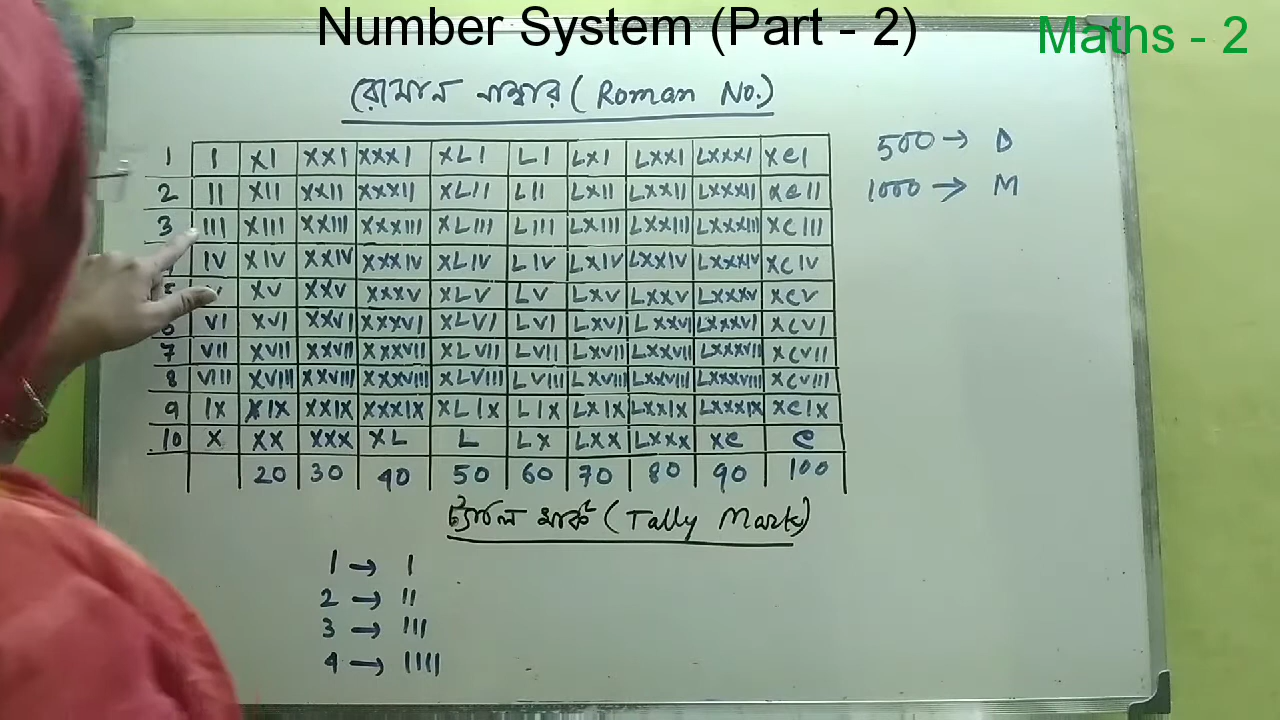 Number System (Part - 2)
Maths - 2
রোমান নাম্বার ( Roman No.)
500 → D
1000 → M
1 I XI XXI XXXI XLI LI LXI LXXI LXXXI XCI
2 II XII XXII XXXII XLII LII LXII LXXII LXXXII XCII
3 III XIII XXIII XXXIII XLIII LIII LXIII LXXIII LXXXIII XCIII
IV XIV XXIV XXXIV XLIV LIV LXIV LXXIV LXXXIV XCIV
5 V XV XXV XXXV XLV LV LXV LXXV LXXXV XCV
6 VI XVI XXVI XXXVI XLVI LVI LXVI LXXVI LXXXVI XCVI
7 VII XVII XXVII XXXVII XLVII LVII LXVII LXXVII LXXXVII XCVII
8 VIII XVIII XXVIII XXXVIII XLVIII LVIII LXVIII LXXVIII LXXXVIII XCVIII
9 IX XIX XXIX XXXIX XLIX LIX LXIX LXXIX LXXXIX XCIX
10 X XX XXX XL L LX LXX LXXX XC C
20 30 40 50 60 70 80 90 100
ট্যালি মার্ক ( Tally Mark)
1 → I
2 → II
3 → III
4 → IIII